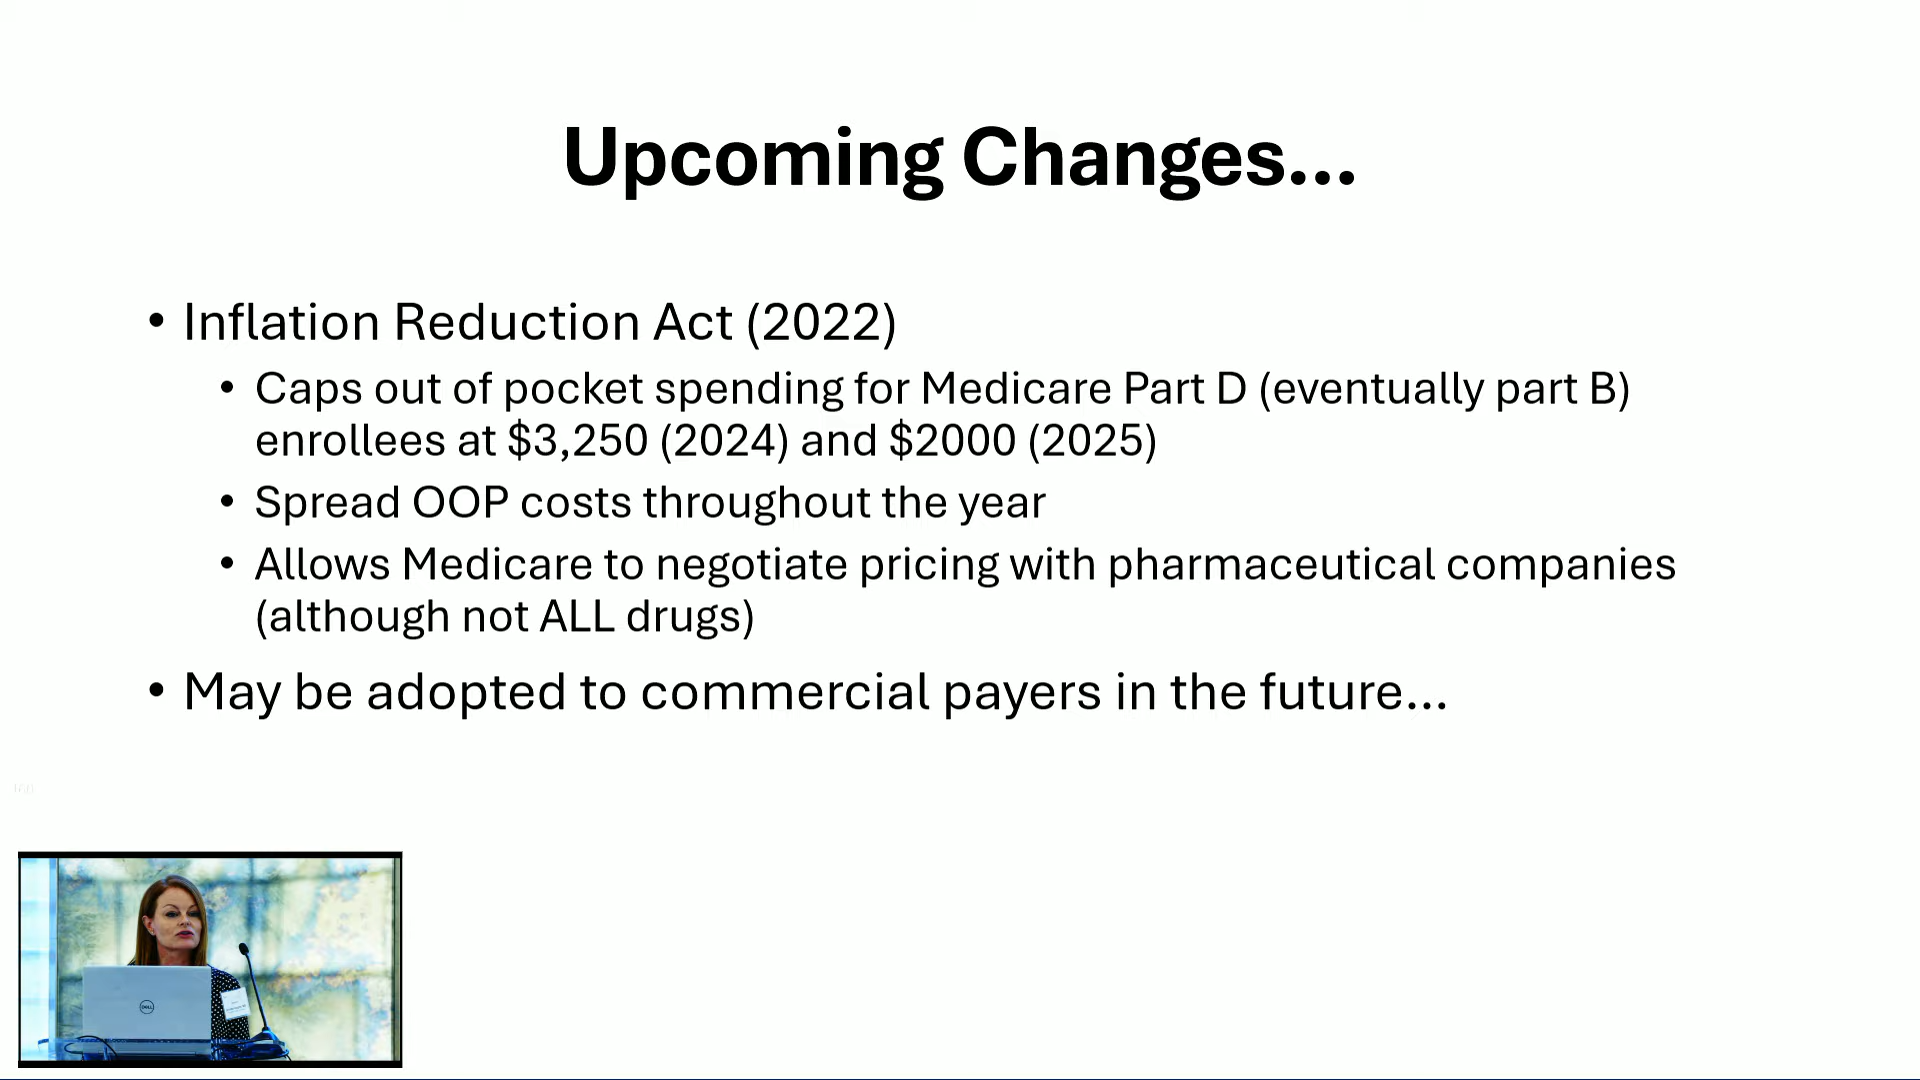 Upcoming Changes...
• Inflation Reduction Act (2022)
• Caps out of pocket spending for Medicare Part D (eventually part B)
enrollees at $3,250 (2024) and $2000 (2025)
• Spread OOP costs throughout the year
• Allows Medicare to negotiate pricing with pharmaceutical companies
(although not ALL drugs)
• May be adopted to commercial payers in the future...
DELL